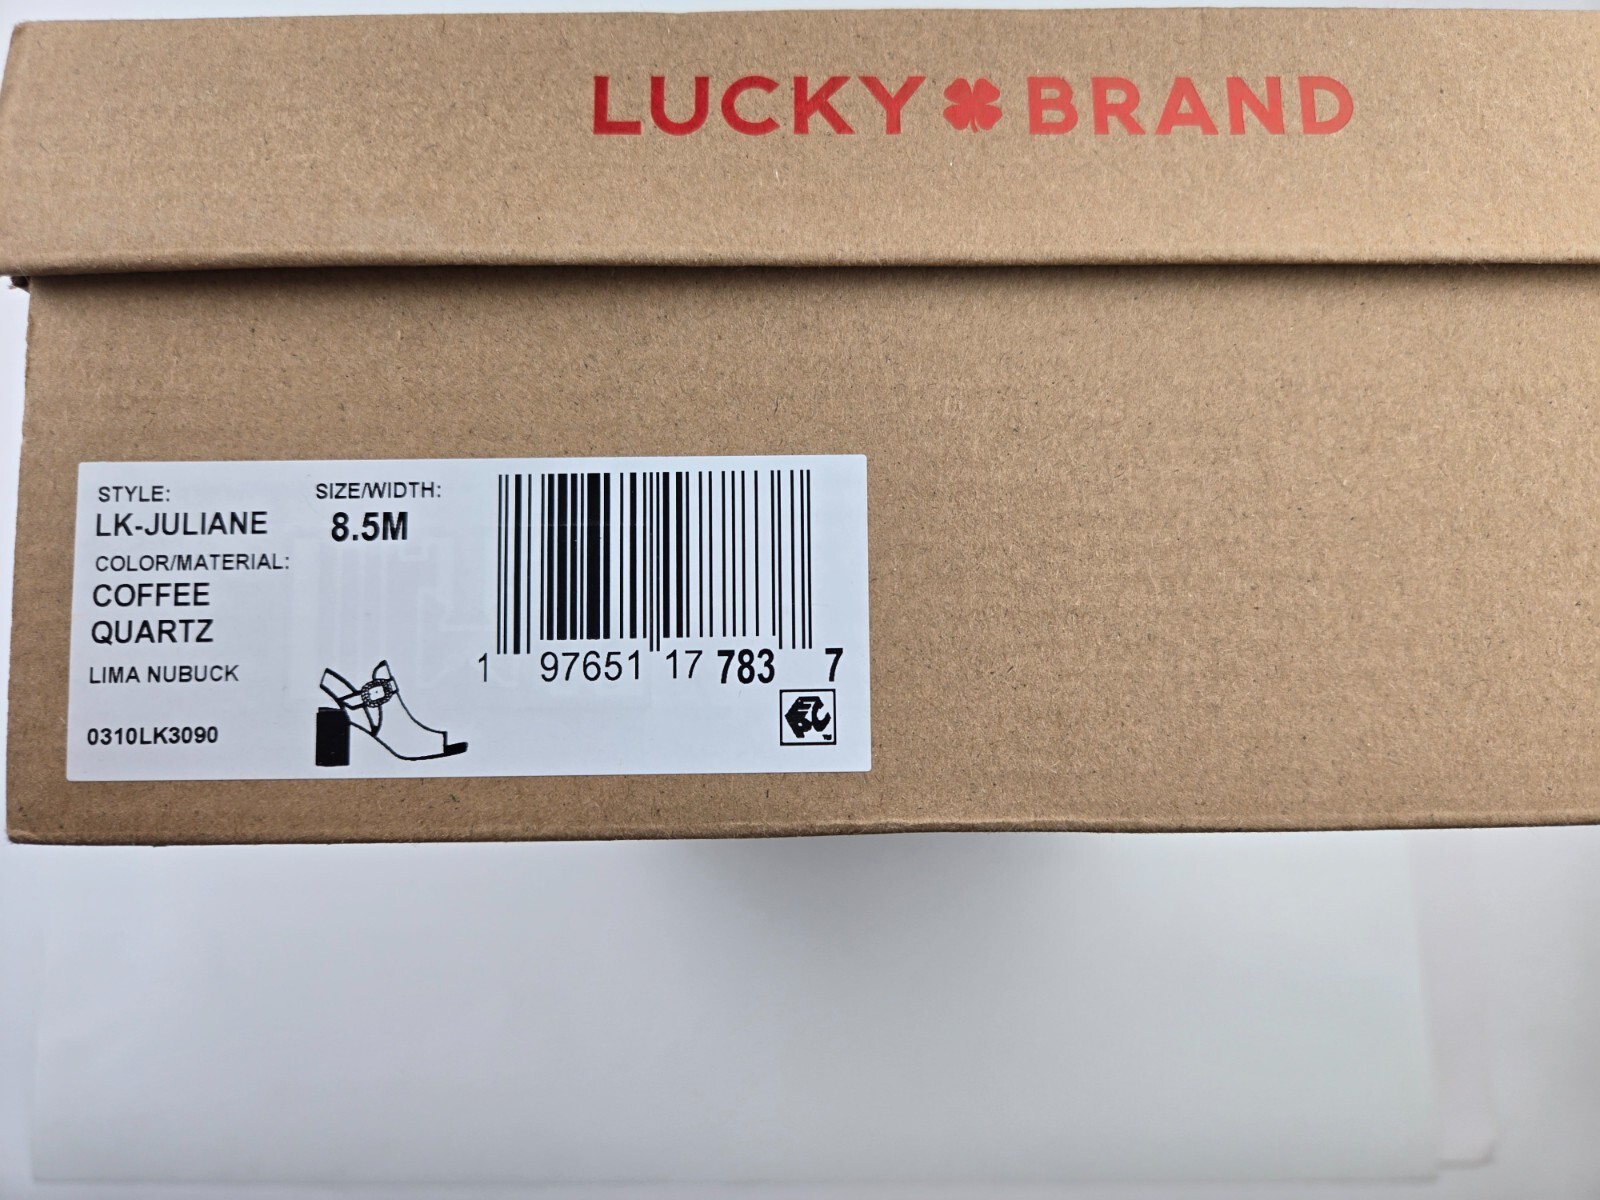 LUCKY BRAND
STYLE:
LK-JULIANE
SIZE/WIDTH:
8.5M
COLOR/MATERIAL:
COFFEE
QUARTZ
LIMA NUBUCK
0310LK3090
1 97651 17 783 7